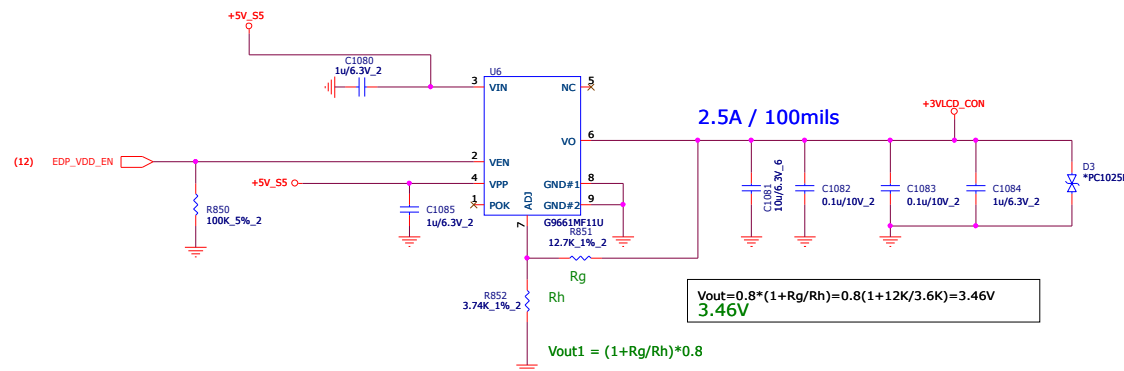 +5V_S5
C1080
1u/6.3V_2
U6
3
VIN
NC
5
2.5A / 100mils
+3VLCD_CON
VO
6
(12)
EDP_VDD_EN
2
VEN
+5V_S5
4
VPP
GND#1
8
1
POK
ADJ
GND#2
9
7
G9661MF11U
R850
100K_5%_2
C1085
1u/6.3V_2
C1081
10u/6.3V_6
C1082
0.1u/10V_2
C1083
0.1u/10V_2
C1084
1u/6.3V_2
D3
R851
12.7K_1%_2
Rg
R852
3.74K_1%_2
Rh
Vout=0.8*(1+Rg/Rh)=0.8(1+12K/3.6K)=3.46V
3.46V
Vout1 = (1+Rg/Rh)*0.8